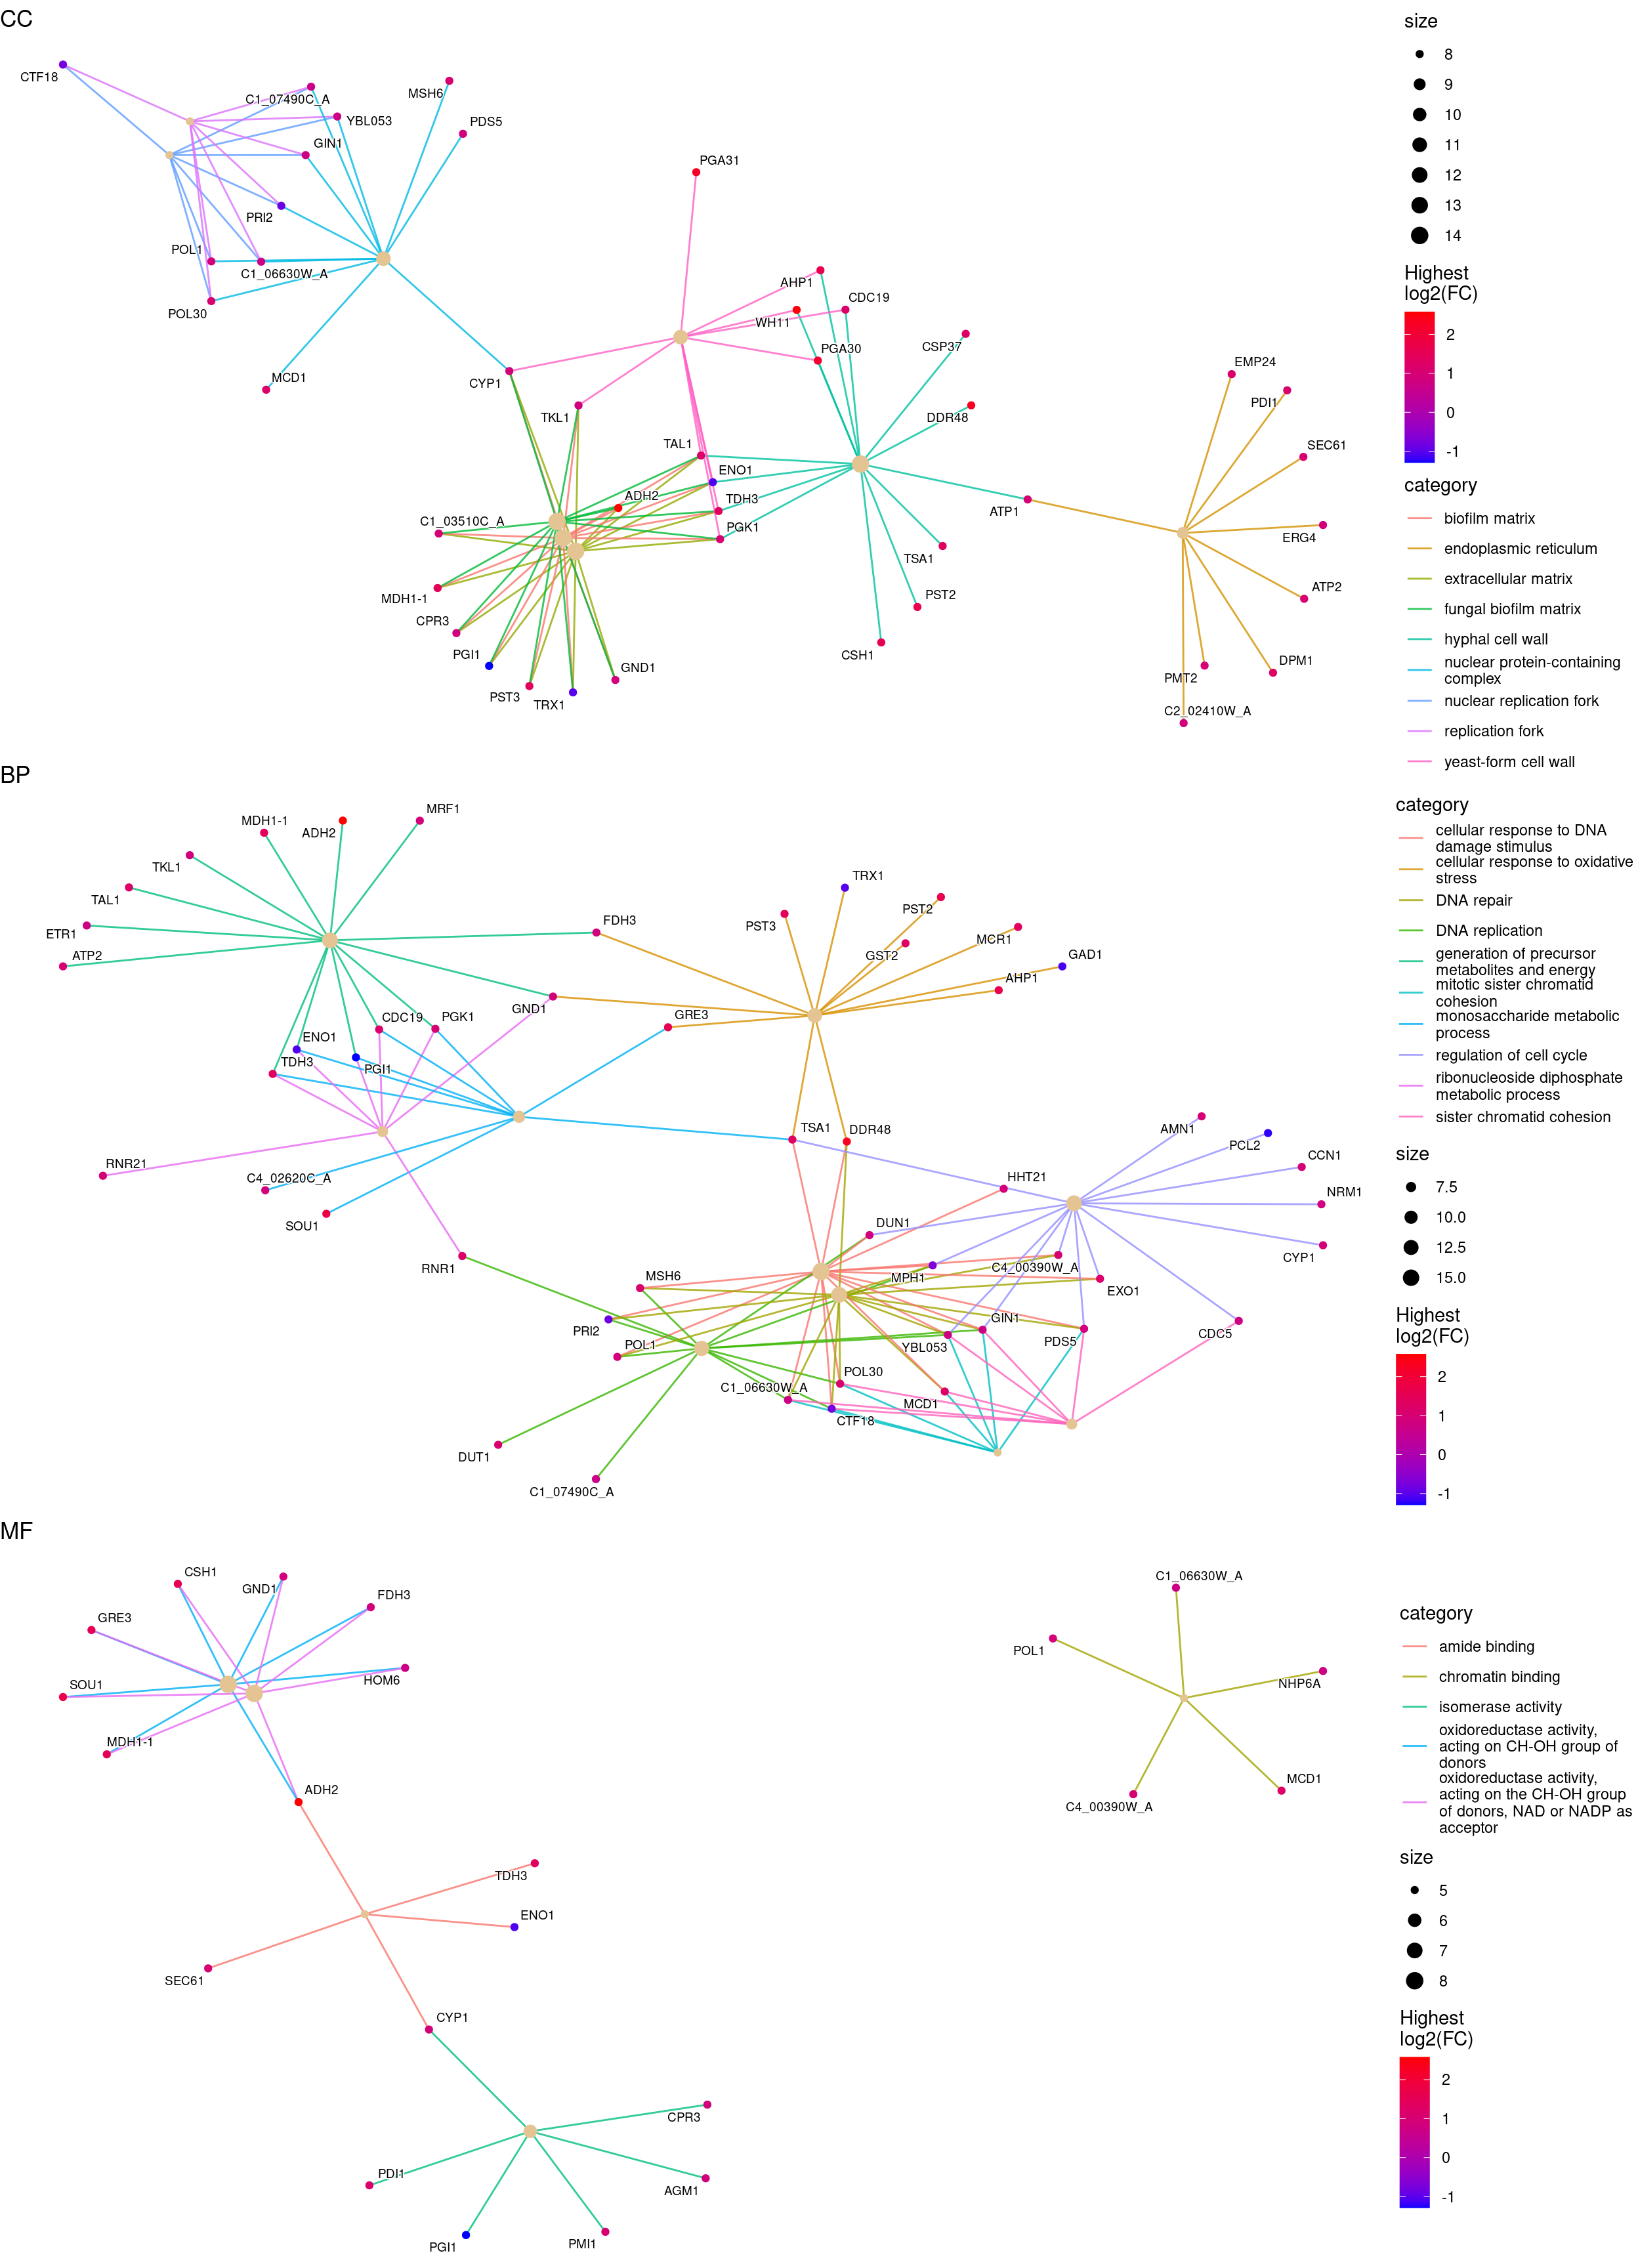 CC
CTF18
C1_07490C_A
YBL053
MSH6
PDS5
GIN1
PRI2
POL1
C1_06630W_A
POL30
MCD1
CYP1
PGA31
AHP1
CDC19
WH11
PGA30
CSP37
DDR48
TKL1
TAL1
ENO1
ADH2
TDH3
PGK1
C1_03510C_A
MDH1-1
CPR3
PGI1
PST3
TRX1
GND1
ATP1
TSA1
PST2
CSH1
EMP24
PDI1
SEC61
ERG4
ATP2
DPM1
PMT2
C2_02410W_A
size
8
9
10
11
12
13
14
Highest
log2(FC)
2
1
0
-1
category
biofilm matrix
endoplasmic reticulum
extracellular matrix
fungal biofilm matrix
hyphal cell wall
nuclear protein-containing
complex
nuclear replication fork
replication fork
yeast-form cell wall
BP
MDH1-1
ADH2
MRF1
TKL1
TAL1
ETR1
ATP2
FDH3
GND1
CDC19
PGK1
ENO1
TDH3
PGI1
RNR21
C4_02620C_A
SOU1
RNR1
GRE3
TRX1
PST3
PST2
GST2
MCR1
GAD1
AHP1
TSA1
DDR48
HHT21
AMN1
PCL2
CCN1
NRM1
CYP1
DUN1
MPH1
C4_00390W_A
EXO1
MSH6
PRI2
POL1
GIN1
YBL053
PDS5
CDC5
POL30
C1_06630W_A
MCD1
CTF18
DUT1
C1_07490C_A
category
cellular response to DNA
damage stimulus
cellular response to oxidative
stress
DNA repair
DNA replication
generation of precursor
metabolites and energy
mitotic sister chromatid
cohesion
monosaccharide metabolic
process
regulation of cell cycle
ribonucleoside diphosphate
metabolic process
sister chromatid cohesion
size
7.5
10.0
12.5
15.0
Highest
log2(FC)
2
1
0
-1
MF
CSH1
GND1
FDH3
GRE3
SOU1
HOM6
MDH1-1
ADH2
TDH3
ENO1
SEC61
CYP1
CPR3
PDI1
AGM1
PGI1
PMI1
C1_06630W_A
POL1
NHP6A
MCD1
C4_00390W_A
category
amide binding
chromatin binding
isomerase activity
oxidoreductase activity,
acting on CH-OH group of
donors
oxidoreductase activity,
acting on the CH-OH group
of donors, NAD or NADP as
acceptor
size
5
6
7
8
Highest
log2(FC)
2
1
0
-1